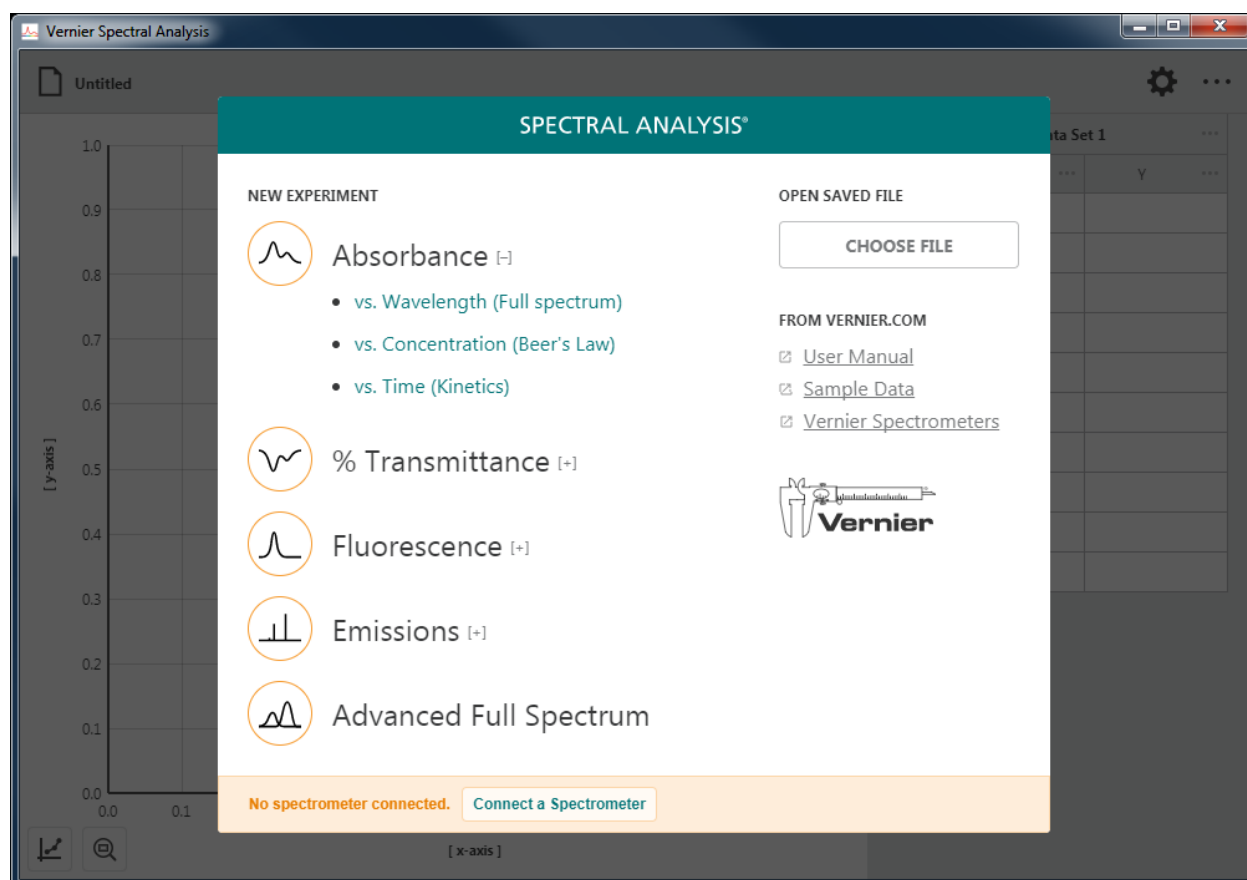 Vernier Spectral Analysis
Untitled
SPECTRAL ANALYSIS®
NEW EXPERIMENT
Absorbance [–]
• vs. Wavelength (Full spectrum)
• vs. Concentration (Beer's Law)
• vs. Time (Kinetics)
% Transmittance [+]
Fluorescence [+]
Emissions [+]
Advanced Full Spectrum
OPEN SAVED FILE
CHOOSE FILE
FROM VERNIER.COM
User Manual
Sample Data
Vernier Spectrometers
Vernier
No spectrometer connected.
Connect a Spectrometer
Set 1
Y
1.0
0.9
0.8
0.7
0.6
0.5
0.4
0.3
0.2
0.1
0.0
[ y-axis ]
0.0
0.1
[ x-axis ]